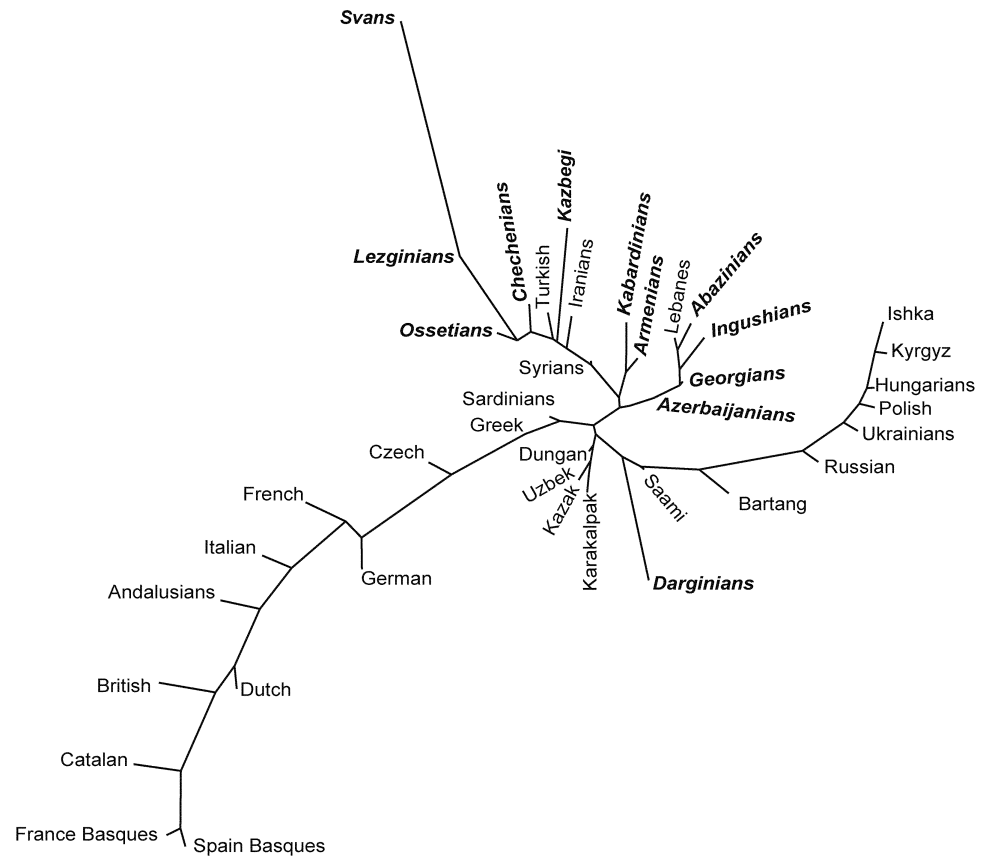 Svans
Kazbegi
Chechenians
Kabardinians
Abazinians
Lezginians
Turkish
Iranians
Armenians
Lebanes
Ingushians
Ishka
Ossetians
Kyrgyz
Syrians
Georgians
Hungarians
Sardinians
Azerbaijanians
Polish
Greek
Ukrainians
Czech
Dungan
Russian
Uzbek
Saami
French
Kazak
Bartang
Karakalpak
Italian
German
Darginians
Andalusians
British
Dutch
Catalan
France Basques
Spain Basques